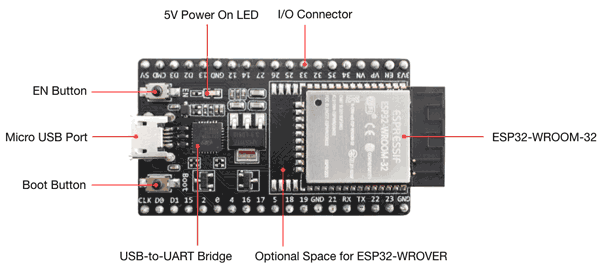 5V Power On LED
I/O Connector
EN Button
Micro USB Port
Boot Button
USB-to-UART Bridge
Optional Space for ESP32-WROVER
ESP32-WROOM-32
5V CMD D3 D2 13 GND 12 14 27 26 25 33 32 35 34 VN VP EN 3V3
EN
Boot
ESPRESSIF
ESP32-WROOM-32
CE
CLK D0 D1 15 2 0 4 16 17 5 18 19 GND 21 RX TX 22 23 GND